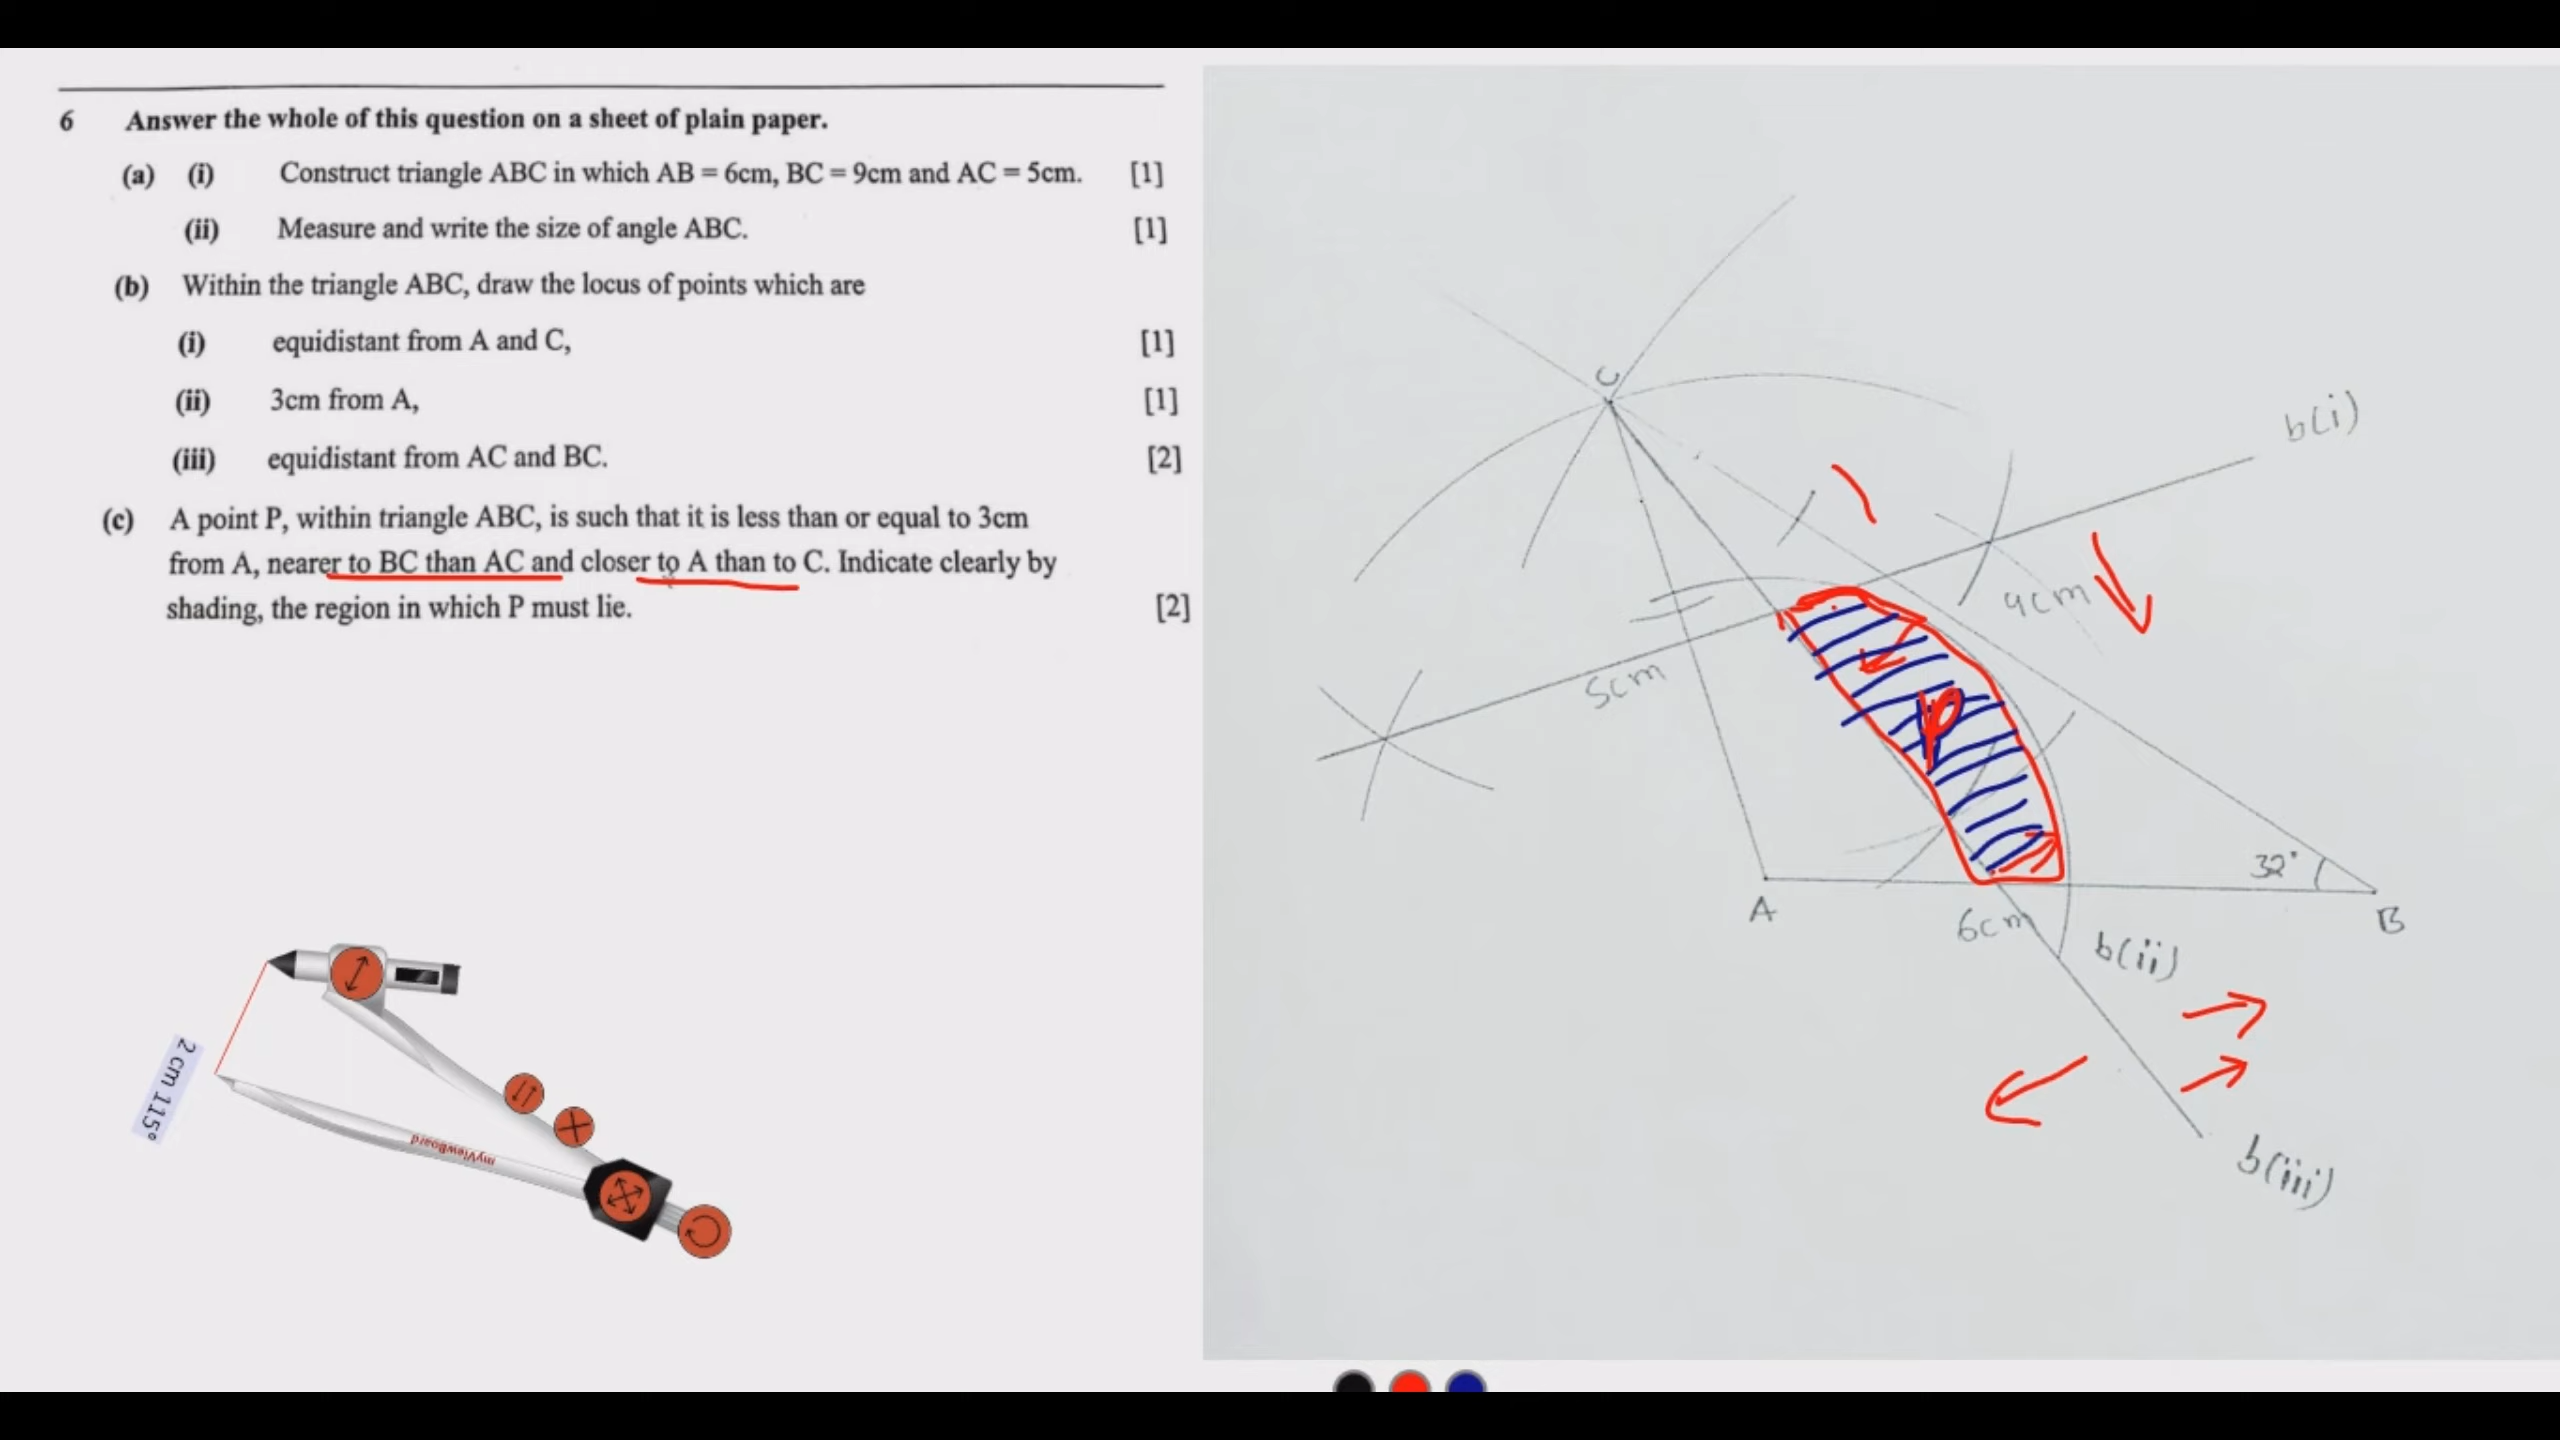 6 Answer the whole of this question on a sheet of plain paper.
(a) (i) Construct triangle ABC in which AB = 6cm, BC = 9cm and AC = 5cm. [1]
(ii) Measure and write the size of angle ABC. [1]
(b) Within the triangle ABC, draw the locus of points which are
(i) equidistant from A and C, [1]
(ii) 3cm from A, [1]
(iii) equidistant from AC and BC. [2]
(c) A point P, within triangle ABC, is such that it is less than or equal to 3cm
from A, nearer to BC than AC and closer to A than to C. Indicate clearly by
shading, the region in which P must lie. [2]
2 cm 115°
myViewBoard
C
b(i)
9cm
5cm
P
32°
A
6cm
B
b(ii)
b(iii)